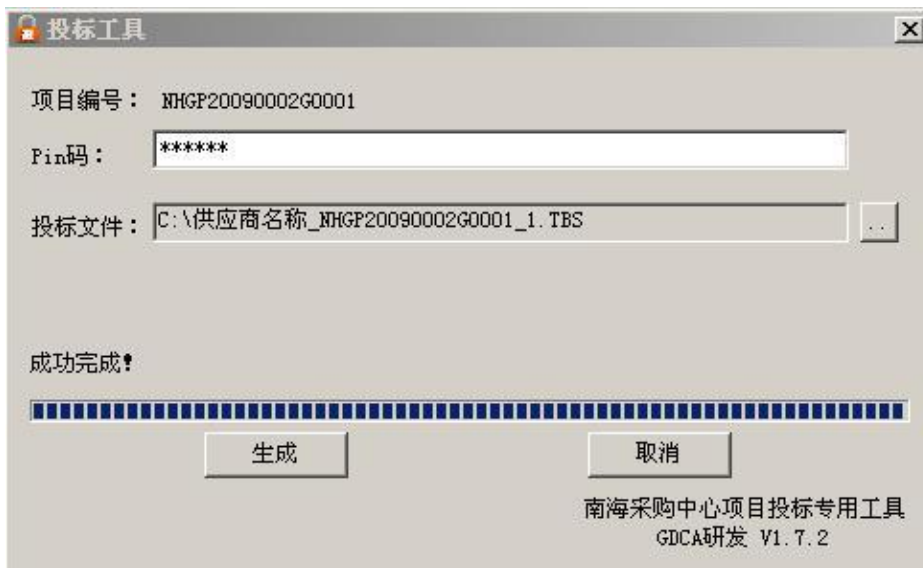 投标工具
项目编号： NHGP20090002G0001
Pin码： ******
投标文件： C:\供应商名称_NHGP20090002G0001_1.TBS ..
成功完成!
生成 取消
南海采购中心项目投标专用工具
GDCA研发 V1.7.2